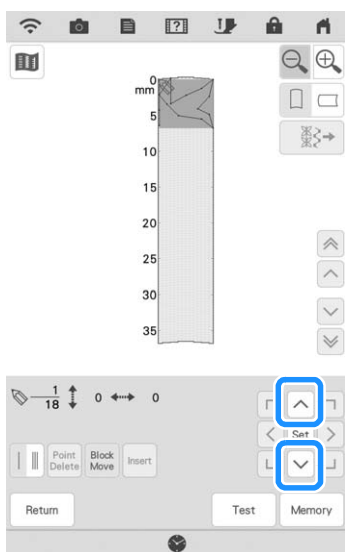 0
mm
5
10
15
20
25
30
35
1
18
0
0
Point
Delete
Block
Move
Insert
Set
Return
Test
Memory